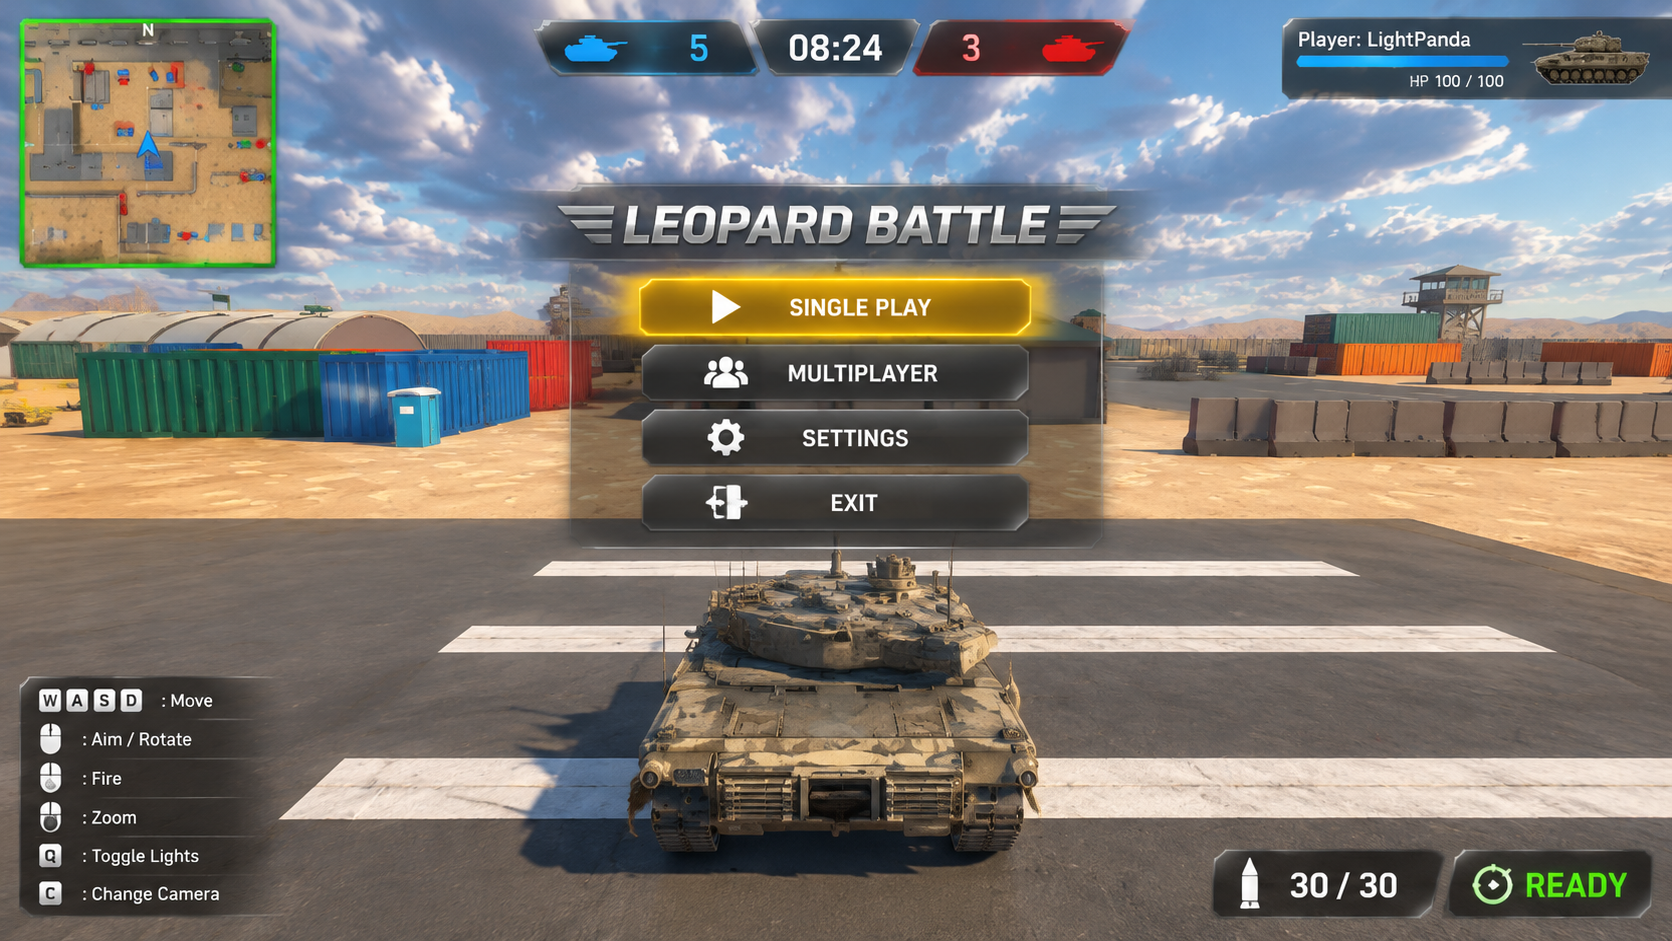 N
5
08:24
3
Player: LightPanda
HP 100 / 100
LEOPARD BATTLE
SINGLE PLAY
MULTIPLAYER
SETTINGS
EXIT
W A S D : Move
: Aim / Rotate
: Fire
: Zoom
Q : Toggle Lights
C : Change Camera
30 / 30
READY